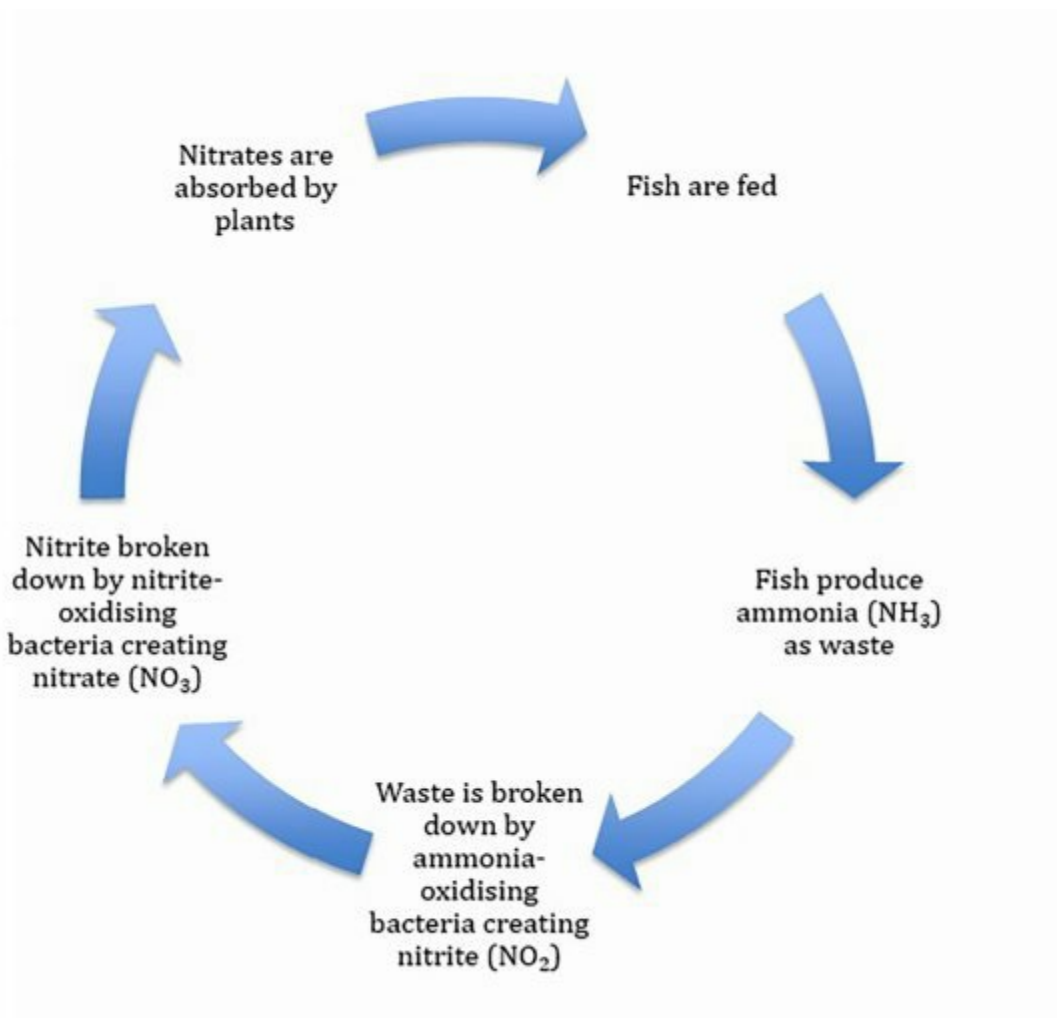 Nitrates are
absorbed by
plants
Fish are fed
Fish produce
ammonia (NH₃)
as waste
Waste is broken
down by
ammonia-
oxidising
bacteria creating
nitrite (NO₂)
Nitrite broken
down by nitrite-
oxidising
bacteria creating
nitrate (NO₃)